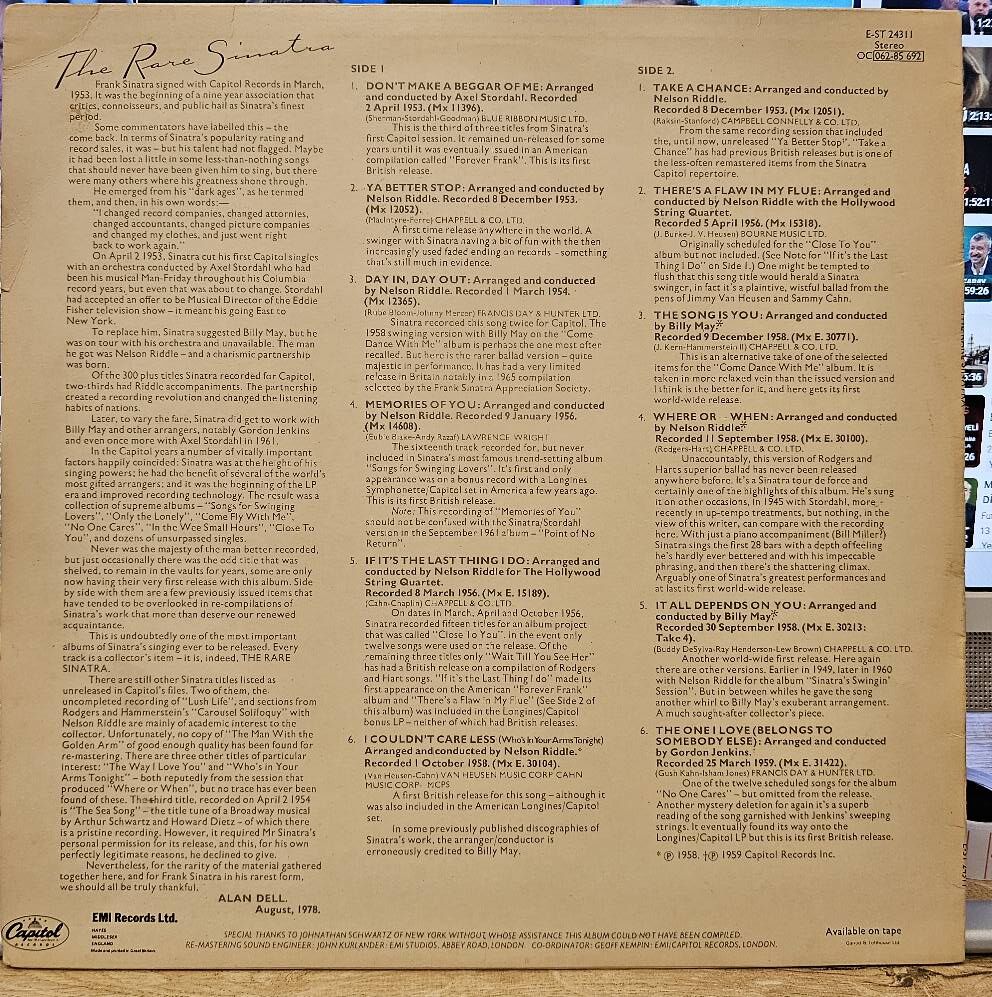 The Rare Sinatra
Frank Sinatra signed with Capitol Records in March,
1953. It was the beginning of a nine year association that
critics, connoisseurs, and public hail as Sinatra's finest
period.
Some commentators have labelled this – the
come back. In terms of Sinatra's popularity rating and
record sales, it was – but his talent had not flagged. Maybe
it had been lost a little in some less-than-nothing songs
that should never have been given him to sing, but there
were many others where his greatness shone through.
He emerged from his "dark ages", as he termed
them, and then, in his own words:—
"I changed record companies, changed attornies,
changed accountants, changed picture companies
and changed my clothes, and just went right
back to work again."
On April 2 1953, Sinatra cut his first Capitol singles
with an orchestra conducted by Axel Stordahl who had
been his musical Man-Friday throughout his Columbia
record years, but even that was about to change. Stordahl
had accepted an offer to be Musical Director of the Eddie
Fisher television show – it meant his going East to
New York.
To replace him, Sinatra suggested Billy May, but he
was on tour with his orchestra and unavailable. The man
he got was Nelson Riddle – and a charismic partnership
was born.
Of the 300 plus titles Sinatra recorded for Capitol,
two-thirds had Riddle accompaniments. The partnership
created a recording revolution and changed the listening
habits of nations.
Later, to vary the fare, Sinatra did get to work with
Billy May and other arrangers, notably Gordon Jenkins
and even once more with Axel Stordahl in 1961.
In the Capitol years a number of vitally important
factors happily coincided: Sinatra was at the height of his
singing powers; he had the benefit of several of the world's
most gifted arrangers; and it was the beginning of the LP
era and improved recording technology. The result was a
collection of supreme albums – "Songs for Swinging
Lovers", "Only the Lonely", "Come Fly With Me",
"No One Cares", "In the Wee Small Hours", "Close To
You", and dozens of unsurpassed singles.
Never was the majesty of the man better recorded,
but just occasionally there was the odd title that was
shelved, to remain in the vaults for years, some are only
now having their very first release with this album. Side
by side with them are a few previously issued items that
have tended to be overlooked in re-compilations of
Sinatra's work that more than deserve our renewed
acquaintance.
This is undoubtedly one of the most important
albums of Sinatra's singing ever to be released. Every
track is a collector's item – it is, indeed, THE RARE
SINATRA.
There are still other Sinatra titles listed as
unreleased in Capitol's files. Two of them, the
uncompleted recording of "Lush Life", and sections from
Rodgers and Hammerstein's "Carousel Soliloquy" with
Nelson Riddle are mainly of academic interest to the
collector. Unfortunately, no copy of "The Man With the
Golden Arm" of good enough quality has been found for
re-mastering. There are three other titles of particular
interest: "The Way I Love You" and "Who's in Your
Arms Tonight" – both reputedly from the session that
produced "Where or When", but no trace has ever been
found of these. The third title, recorded on April 2 1954
is "The Sea Song" – the title tune of a Broadway musical
by Arthur Schwartz and Howard Dietz – of which there
is a pristine recording. However, it required Mr Sinatra's
personal permission for its release, and this, for his own
perfectly legitimate reasons, he declined to give.
Nevertheless, for the rarity of the material gathered
together here, and for Frank Sinatra in his rarest form,
we should all be truly thankful.
ALAN DELL.
August, 1978.
SIDE 1
1. DON'T MAKE A BEGGAR OF ME: Arranged
and conducted by Axel Stordahl. Recorded
2 April 1953. (Mx 11396).
(Sherman-Stordahl-Goodman) BLUE RIBBON MUSIC LTD.
This is the third of three titles from Sinatra's
first Capitol session. It remained un-released for some
years until it was eventually issued in an American
compilation called "Forever Frank". This is its first
British release.
2. YA BETTER STOP: Arranged and conducted by
Nelson Riddle. Recorded 8 December 1953.
(Mx 12052).
(MacIntyre-Ferre) CHAPPELL & CO. LTD.
A first time release anywhere in the world. A
swinger with Sinatra having a bit of fun with the then
increasingly used faded ending on records – something
that's still much in evidence.
3. DAY IN, DAY OUT: Arranged and conducted
by Nelson Riddle. Recorded 1 March 1954.
(Mx 12365).
(Rube Bloom-Johnny Mercer) FRANCIS DAY & HUNTER LTD.
Sinatra recorded this song twice for Capitol. The
1958 swinging version with Billy May on the "Come
Dance With Me" album is perhaps the one most often
recalled. But here is the rarer ballad version – quite
majestic in performance. It has had a very limited
release in Britain notably in a 1965 compilation
selected by the Frank Sinatra Appreciation Society.
4. MEMORIES OF YOU: Arranged and conducted
by Nelson Riddle. Recorded 9 January 1956.
(Mx 14608).
(Eubie Blake-Andy Razaf) LAWRENCE WRIGHT
The sixteenth track recorded for, but never
included in Sinatra's most famous trend-setting album
"Songs for Swinging Lovers". It's first and only
appearance was on a bonus record with a Longines
Symphonette/Capitol set in America a few years ago.
This is its first British release.
Note: This recording of "Memories of You"
should not be confused with the Sinatra/Stordahl
version in the September 1961 album – "Point of No
Return".
5. IF IT'S THE LAST THING I DO: Arranged and
conducted by Nelson Riddle for The Hollywood
String Quartet.
Recorded 8 March 1956. (Mx E. 15189).
(Cahn-Chaplin) CHAPPELL & CO. LTD.
On dates in March, April and October 1956,
Sinatra recorded fifteen titles for an album project
that was called "Close To You". In the event only
twelve songs were used on the release. Of the
remaining three titles only "Wait Till You See Her"
has had a British release on a compilation of Rodgers
and Hart songs. "If it's the Last Thing I do" made its
first appearance on the American "Forever Frank"
album and "There's a Flaw in My Flue" (See Side 2 of
this album) was included in the Longines/Capitol
bonus LP – neither of which had British releases.
6. I COULDN'T CARE LESS (Who's In Your Arms Tonight)
Arranged and conducted by Nelson Riddle.*
Recorded 1 October 1958. (Mx E. 30104).
(Van Heusen-Cahn) VAN HEUSEN MUSIC CORP CAHN
MUSIC CORP. MCPS
A first British release for this song – although it
was also included in the American Longines/Capitol
set.
In some previously published discographies of
Sinatra's work, the arranger/conductor is
erroneously credited to Billy May.
E-ST 24311
Stereo
OC 062-85 692
SIDE 2.
1. TAKE A CHANCE: Arranged and conducted by
Nelson Riddle.
Recorded 8 December 1953. (Mx 12051).
(Raksin-Stanford) CAMPBELL CONNELLY & CO. LTD.
From the same recording session that included
the, until now, unreleased "Ya Better Stop". "Take a
Chance" has had previous British releases but is one of
the less-often remastered items from the Sinatra
Capitol repertoire.
2. THERE'S A FLAW IN MY FLUE: Arranged and
conducted by Nelson Riddle with the Hollywood
String Quartet.
Recorded 5 April 1956. (Mx 15318).
(J. Burke-J. V. Heusen) BOURNE MUSIC LTD.
Originally scheduled for the "Close To You"
album but not included. (See Note for "If it's the Last
Thing I Do" on Side 1.) One might be tempted to
flush that this song title would herald a Sinatra
swinger, in fact it's a plaintive, wistful ballad from the
pens of Jimmy Van Heusen and Sammy Cahn.
3. THE SONG IS YOU: Arranged and conducted
by Billy May.*
Recorded 9 December 1958. (Mx E. 30771).
(J. Kern-Hammerstein II) CHAPPELL & CO. LTD.
This is an alternative take of one of the selected
items for the "Come Dance With Me" album. It is
taken in more relaxed vein than the issued version and
I think is the better for it, and here gets its first
world-wide release.
4. WHERE OR WHEN: Arranged and conducted
by Nelson Riddle.*
Recorded 11 September 1958. (Mx E. 30100).
(Rodgers-Hart) CHAPPELL & CO. LTD.
Unaccountably, this version of Rodgers and
Harts superior ballad has never been released
anywhere before. It's a Sinatra tour de force and
certainly one of the highlights of this album. He's sung
it on other occasions, in 1945 with Stordahl, more
recently in up-tempo treatments, but nothing, in the
view of this writer, can compare with the recording
here. With just a piano accompaniment (Bill Miller?)
Sinatra sings the first 28 bars with a depth of feeling
he's hardly ever bettered and with his impeccable
phrasing, and then there's the shattering climax.
Arguably one of Sinatra's greatest performances and
at last its first world-wide release.
5. IT ALL DEPENDS ON YOU: Arranged and
conducted by Billy May.*
Recorded 30 September 1958. (Mx E. 30213:
Take 4).
(Buddy DeSylva-Ray Henderson-Lew Brown) CHAPPELL & CO. LTD.
Another world-wide first release. Here again
there are other versions. Earlier in 1949, later in 1960
with Nelson Riddle for the album "Sinatra's Swingin'
Session". But in between whiles he gave the song
another whirl to Billy May's exuberant arrangement.
A much sought-after collector's piece.
6. THE ONE I LOVE (BELONGS TO
SOMEBODY ELSE): Arranged and conducted
by Gordon Jenkins.
Recorded 25 March 1959. (Mx E. 31422).
(Gush Kahn-Isham Jones) FRANCIS DAY & HUNTER LTD.
One of the twelve scheduled songs for the album
"No One Cares" – but omitted from the release.
Another mystery deletion for again it's a superb
reading of the song garnished with Jenkins' sweeping
strings. It eventually found its way onto the
Longines/Capitol LP but this is its first British release.
* ℗ 1958. †℗ 1959 Capitol Records Inc.
Capitol
EMI Records Ltd.
HAYES
MIDDLESEX
ENGLAND
Made and printed in Great Britain
SPECIAL THANKS TO JOHNATHAN SCHWARTZ OF NEW YORK WITHOUT WHOSE ASSISTANCE THIS ALBUM COULD NOT HAVE BEEN COMPILED.
RE-MASTERING SOUND ENGINEER: JOHN KURLANDER: EMI STUDIOS, ABBEY ROAD, LONDON. CO-ORDINATOR: GEOFF KEMPIN: EMI/CAPITOL RECORDS, LONDON.
Available on tape
Garrod & Lofthouse Ltd